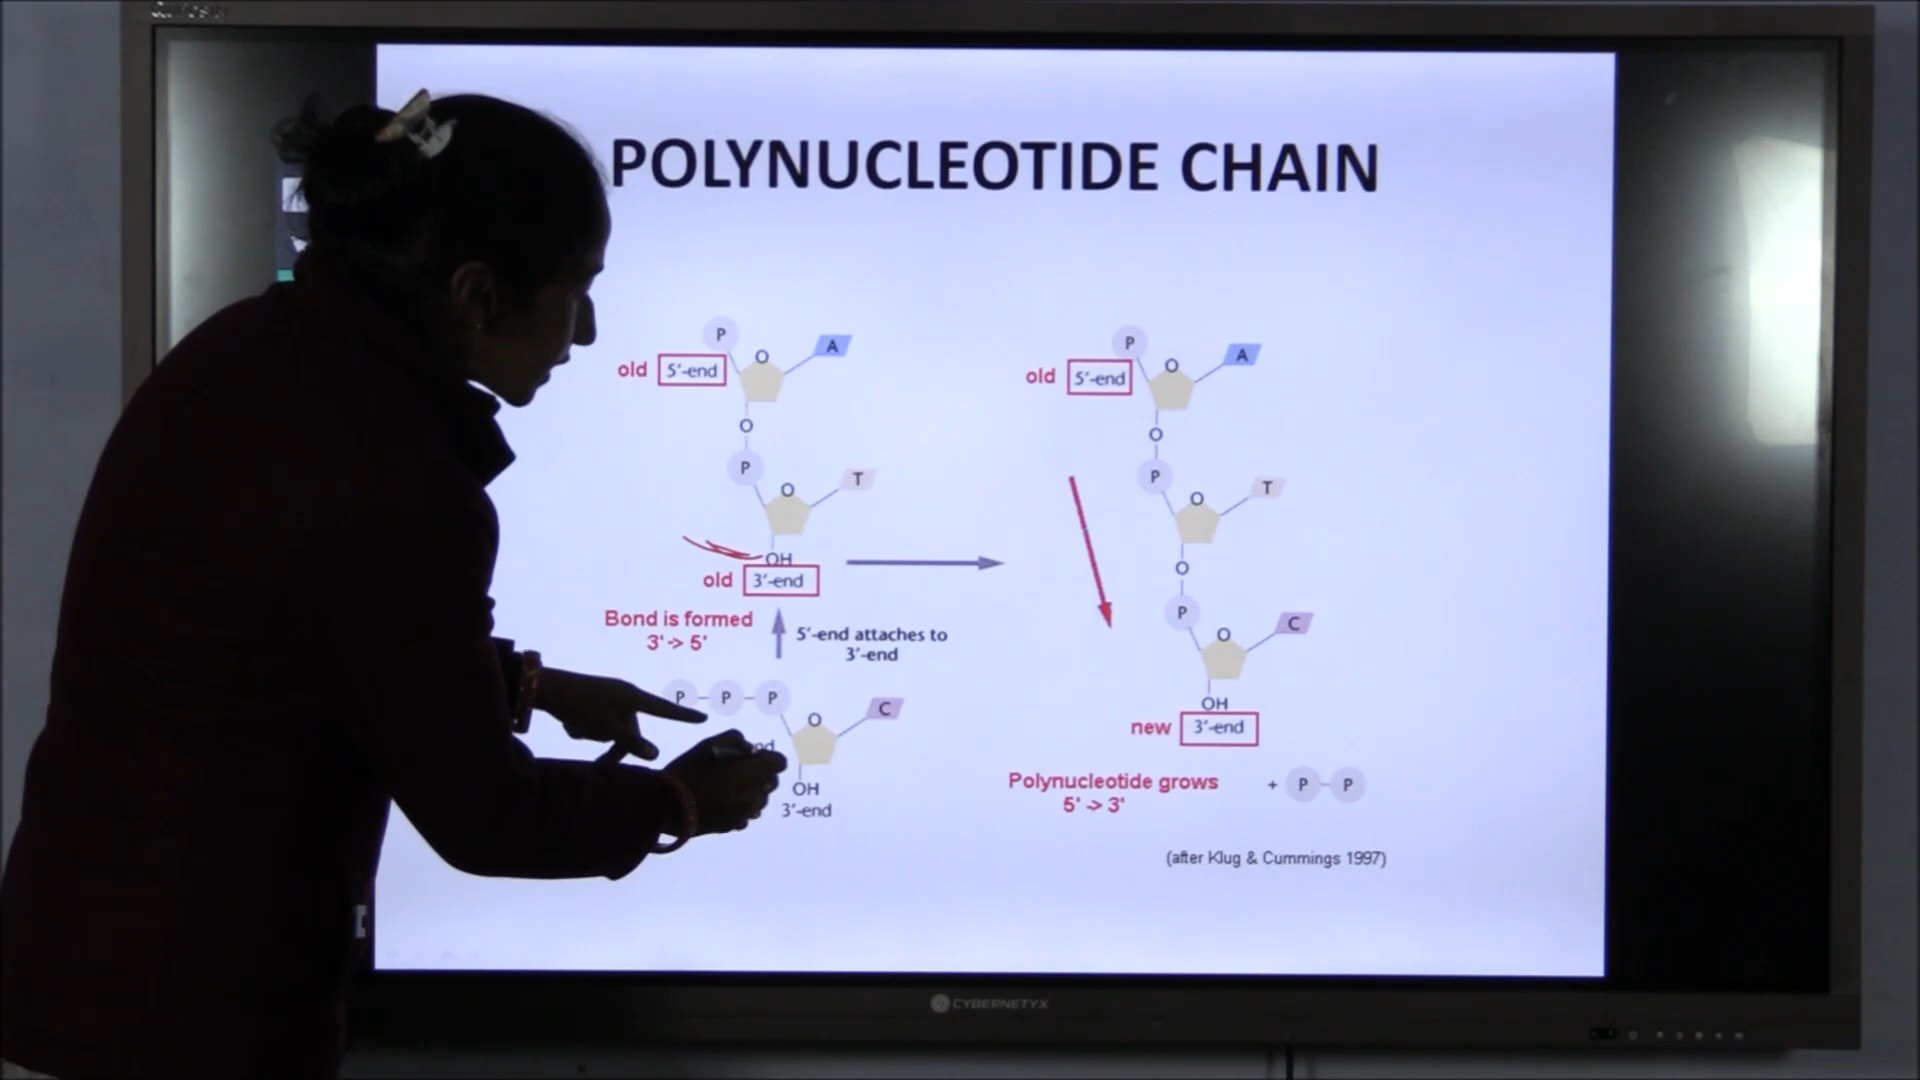 POLYNUCLEOTIDE CHAIN
P
O
A
old 5'-end
O
P
O
T
OH
old 3'-end
Bond is formed
3' -> 5'
5'-end attaches to
3'-end
P P P
O
C
OH
3'-end
P
O
A
old 5'-end
O
P
O
T
O
P
O
C
OH
new 3'-end
Polynucleotide grows
5' -> 3'
+ P P
(after Klug & Cummings 1997)
CYBERNETYX